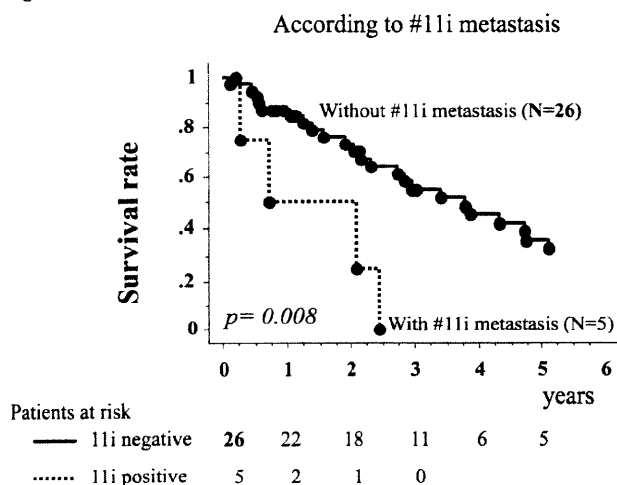 According to #11i metastasis
Survival rate
1
.8
.6
.4
.2
0
Without #11i metastasis (N=26)
With #11i metastasis (N=5)
p= 0.008
0 1 2 3 4 5 6
years
Patients at risk
11i negative 26 22 18 11 6 5
11i positive 5 2 1 0